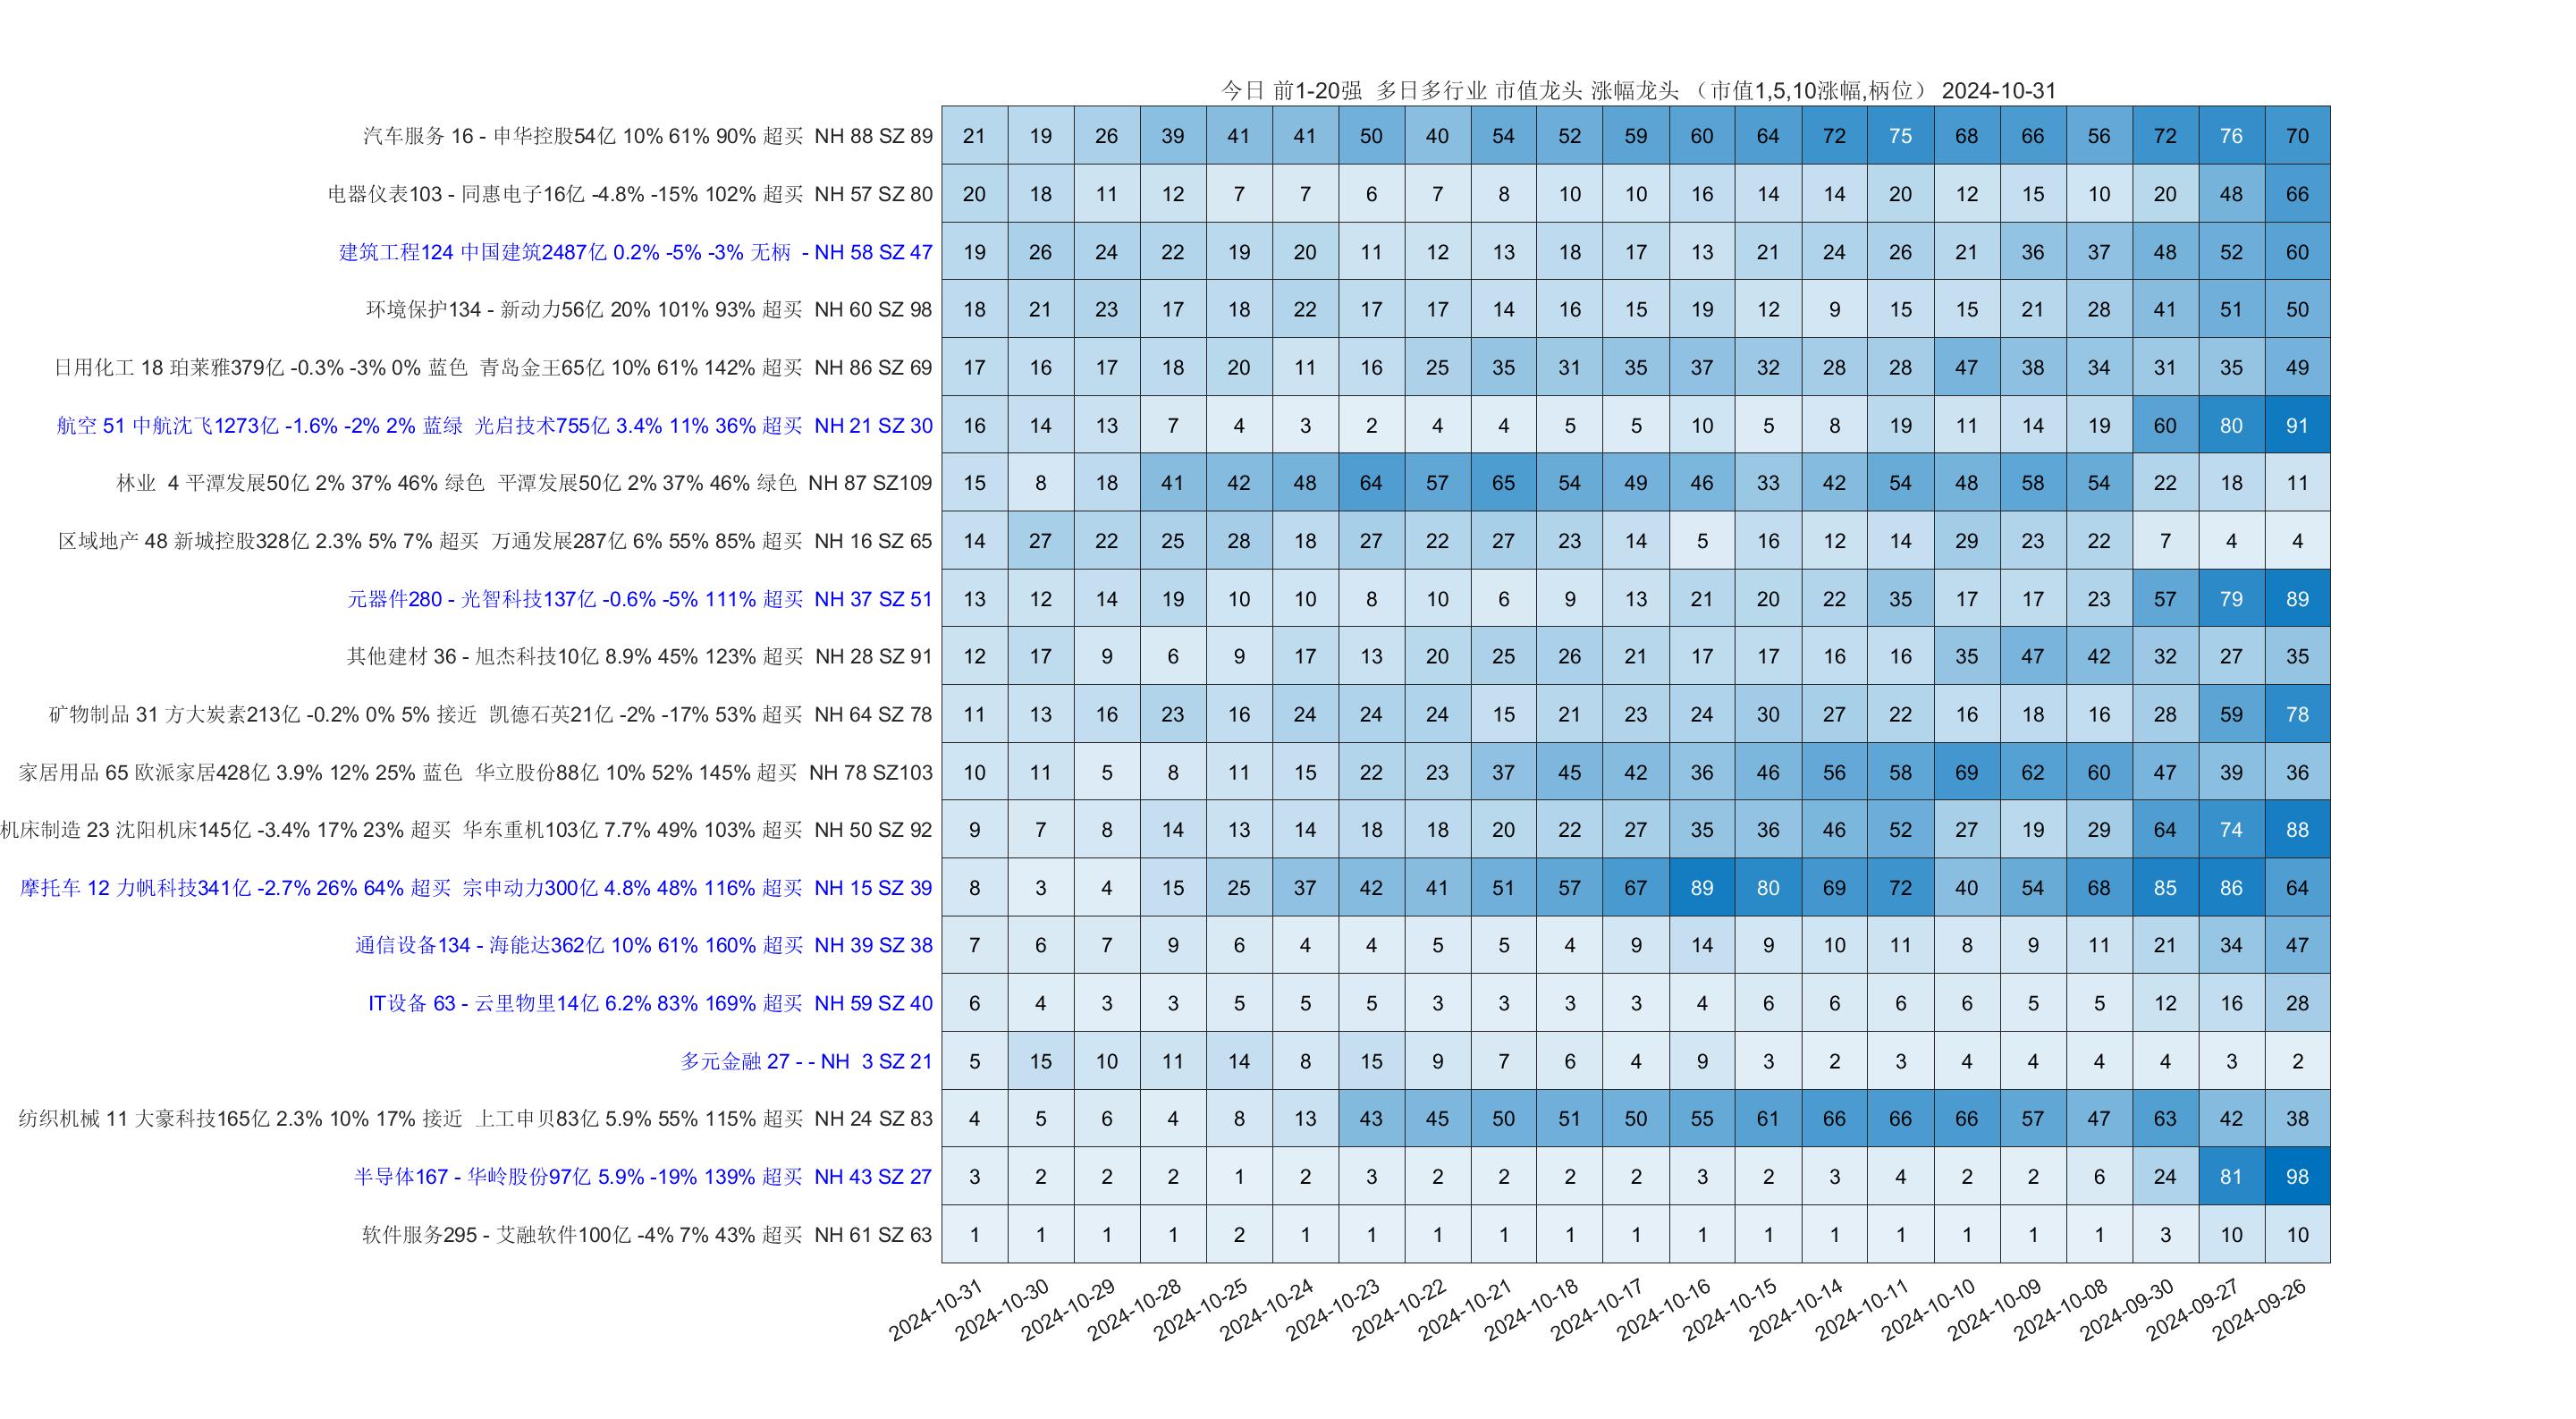 今日 前1-20强 多日多行业 市值龙头 涨幅龙头 （市值1,5,10涨幅,柄位） 2024-10-31
汽车服务 16 - 申华控股54亿 10% 61% 90% 超买 NH 88 SZ 89 21 19 26 39 41 41 50 40 54 52 59 60 64 72 75 68 66 56 72 76 70
电器仪表103 - 同惠电子16亿 -4.8% -15% 102% 超买 NH 57 SZ 80 20 18 11 12 7 7 6 7 8 10 10 16 14 14 20 12 15 10 20 48 66
建筑工程124 中国建筑2487亿 0.2% -5% -3% 无柄 - NH 58 SZ 47 19 26 24 22 19 20 11 12 13 18 17 13 21 24 26 21 36 37 48 52 60
环境保护134 - 新动力56亿 20% 101% 93% 超买 NH 60 SZ 98 18 21 23 17 18 22 17 17 14 16 15 19 12 9 15 15 21 28 41 51 50
日用化工 18 珀莱雅379亿 -0.3% -3% 0% 蓝色 青岛金王65亿 10% 61% 142% 超买 NH 86 SZ 69 17 16 17 18 20 11 16 25 35 31 35 37 32 28 28 47 38 34 31 35 49
航空 51 中航沈飞1273亿 -1.6% -2% 2% 蓝绿 光启技术755亿 3.4% 11% 36% 超买 NH 21 SZ 30 16 14 13 7 4 3 2 4 4 5 5 10 5 8 19 11 14 19 60 80 91
林业 4 平潭发展50亿 2% 37% 46% 绿色 平潭发展50亿 2% 37% 46% 绿色 NH 87 SZ109 15 8 18 41 42 48 64 57 65 54 49 46 33 42 54 48 58 54 22 18 11
区域地产 48 新城控股328亿 2.3% 5% 7% 超买 万通发展287亿 6% 55% 85% 超买 NH 16 SZ 65 14 27 22 25 28 18 27 22 27 23 14 5 16 12 14 29 23 22 7 4 4
元器件280 - 光智科技137亿 -0.6% -5% 111% 超买 NH 37 SZ 51 13 12 14 19 10 10 8 10 6 9 13 21 20 22 35 17 17 23 57 79 89
其他建材 36 - 旭杰科技10亿 8.9% 45% 123% 超买 NH 28 SZ 91 12 17 9 6 9 17 13 20 25 26 21 17 17 16 16 35 47 42 32 27 35
矿物制品 31 方大炭素213亿 -0.2% 0% 5% 接近 凯德石英21亿 -2% -17% 53% 超买 NH 64 SZ 78 11 13 16 23 16 24 24 24 15 21 23 24 30 27 22 16 18 16 28 59 78
家居用品 65 欧派家居428亿 3.9% 12% 25% 蓝色 华立股份88亿 10% 52% 145% 超买 NH 78 SZ103 10 11 5 8 11 15 22 23 37 45 42 36 46 56 58 69 62 60 47 39 36
机床制造 23 沈阳机床145亿 -3.4% 17% 23% 超买 华东重机103亿 7.7% 49% 103% 超买 NH 50 SZ 92 9 7 8 14 13 14 18 18 20 22 27 35 36 46 52 27 19 29 64 74 88
摩托车 12 力帆科技341亿 -2.7% 26% 64% 超买 宗申动力300亿 4.8% 48% 116% 超买 NH 15 SZ 39 8 3 4 15 25 37 42 41 51 57 67 89 80 69 72 40 54 68 85 86 64
通信设备134 - 海能达362亿 10% 61% 160% 超买 NH 39 SZ 38 7 6 7 9 6 4 4 5 5 4 9 14 9 10 11 8 9 11 21 34 47
IT设备 63 - 云里物里14亿 6.2% 83% 169% 超买 NH 59 SZ 40 6 4 3 3 5 5 5 3 3 3 3 4 6 6 6 6 5 5 12 16 28
多元金融 27 - - NH 3 SZ 21 5 15 10 11 14 8 15 9 7 6 4 9 3 2 3 4 4 4 4 3 2
纺织机械 11 大豪科技165亿 2.3% 10% 17% 接近 上工申贝83亿 5.9% 55% 115% 超买 NH 24 SZ 83 4 5 6 4 8 13 43 45 50 51 50 55 61 66 66 66 57 47 63 42 38
半导体167 - 华岭股份97亿 5.9% -19% 139% 超买 NH 43 SZ 27 3 2 2 2 1 2 3 2 2 2 2 3 2 3 4 2 2 6 24 81 98
软件服务295 - 艾融软件100亿 -4% 7% 43% 超买 NH 61 SZ 63 1 1 1 1 2 1 1 1 1 1 1 1 1 1 1 1 1 1 3 10 10
2024-10-31 2024-10-30 2024-10-29 2024-10-28 2024-10-25 2024-10-24 2024-10-23 2024-10-22 2024-10-21 2024-10-18 2024-10-17 2024-10-16 2024-10-15 2024-10-14 2024-10-11 2024-10-10 2024-10-09 2024-10-08 2024-09-30 2024-09-27 2024-09-26